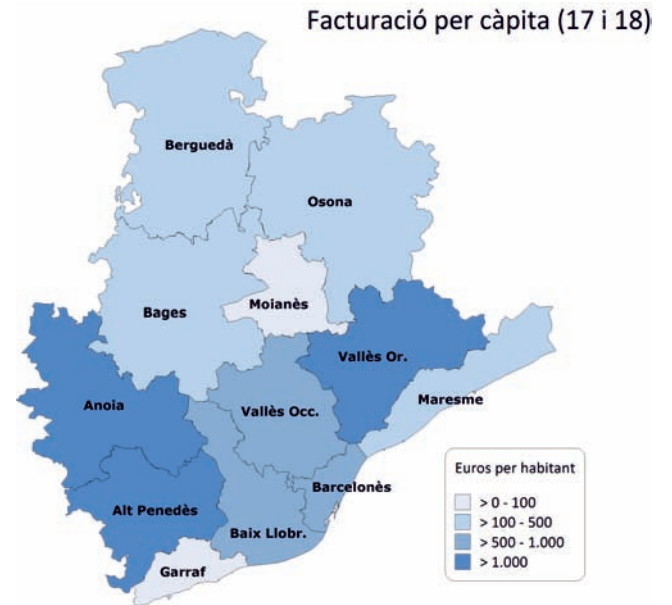 Facturació per càpita (17 i 18)
Berguedà
Osona
Bages
Moianès
Vallès Or.
Anoia
Vallès Occ.
Maresme
Barcelonès
Alt Penedès
Baix Llobr.
Garraf
Euros per habitant
> 0 - 100
> 100 - 500
> 500 - 1.000
> 1.000